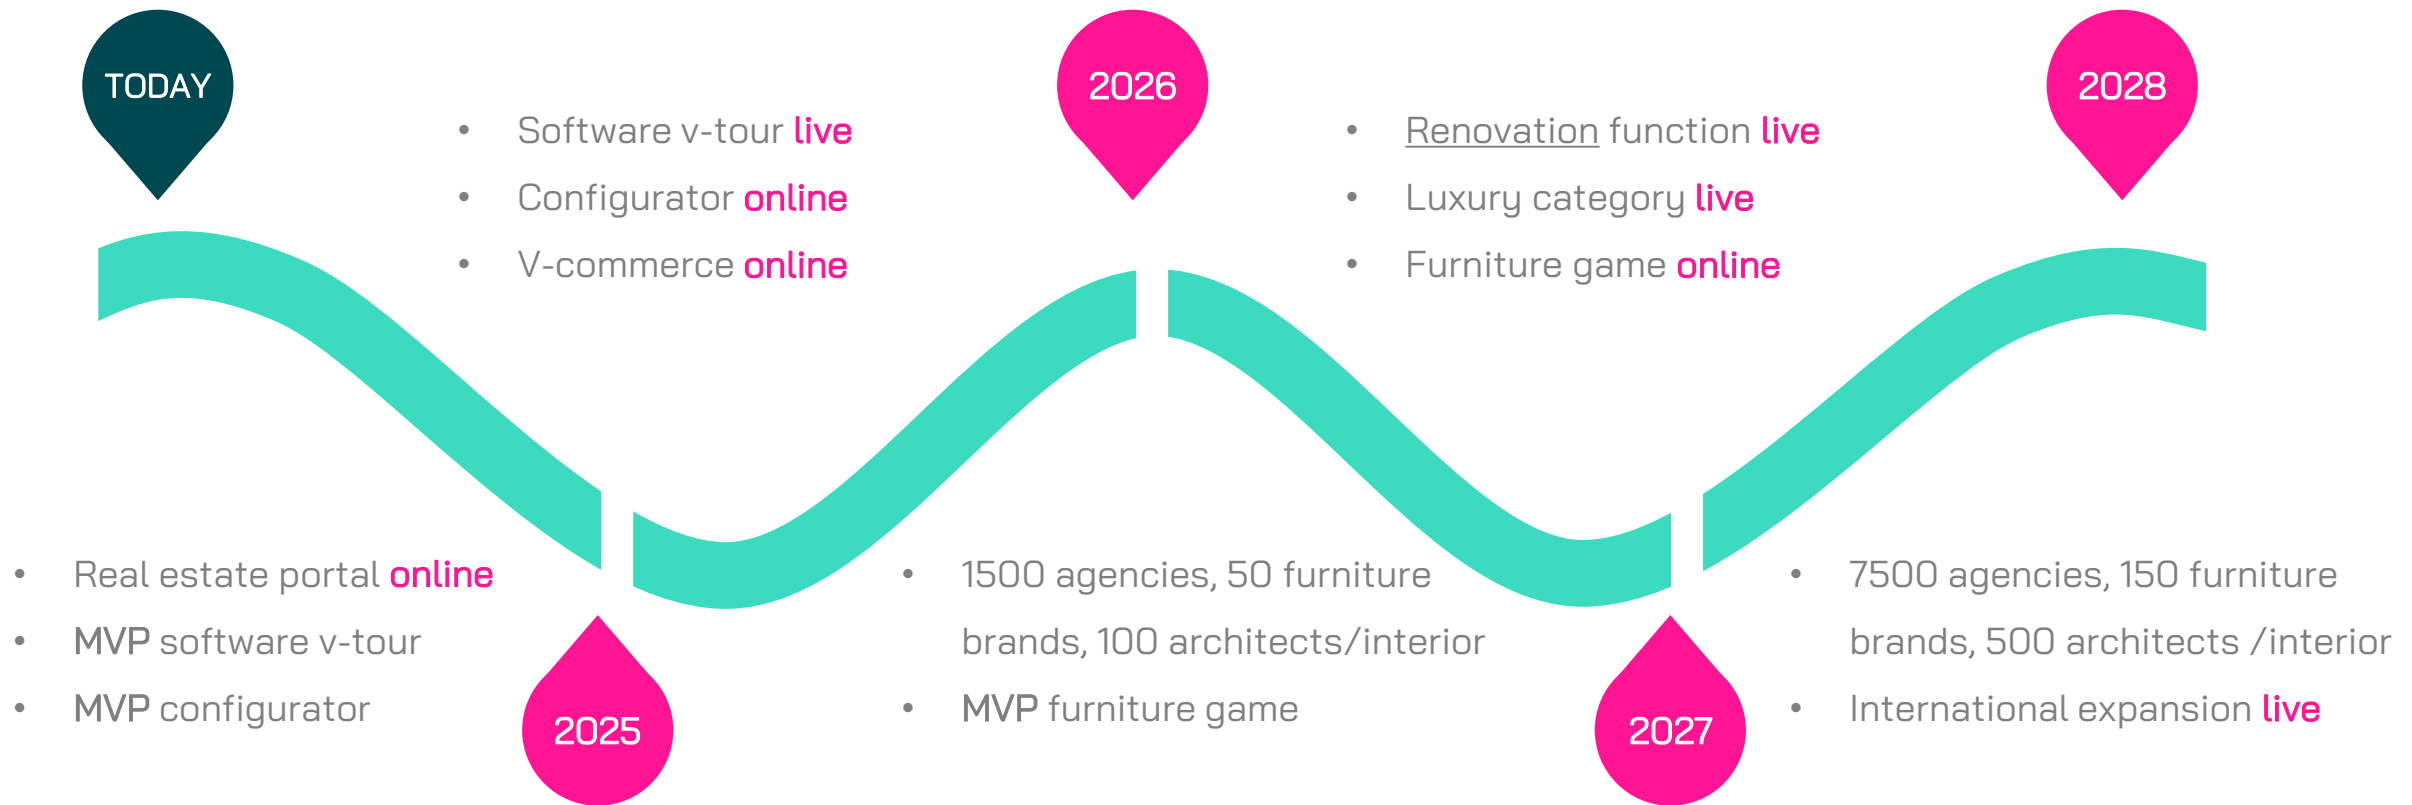 TODAY
• Real estate portal online
• MVP software v-tour
• MVP configurator
2025
• Software v-tour live
• Configurator online
• V-commerce online
2026
• 1500 agencies, 50 furniture
brands, 100 architects/interior
• MVP furniture game
2027
• Renovation function live
• Luxury category live
• Furniture game online
2028
• 7500 agencies, 150 furniture
brands, 500 architects /interior
• International expansion live